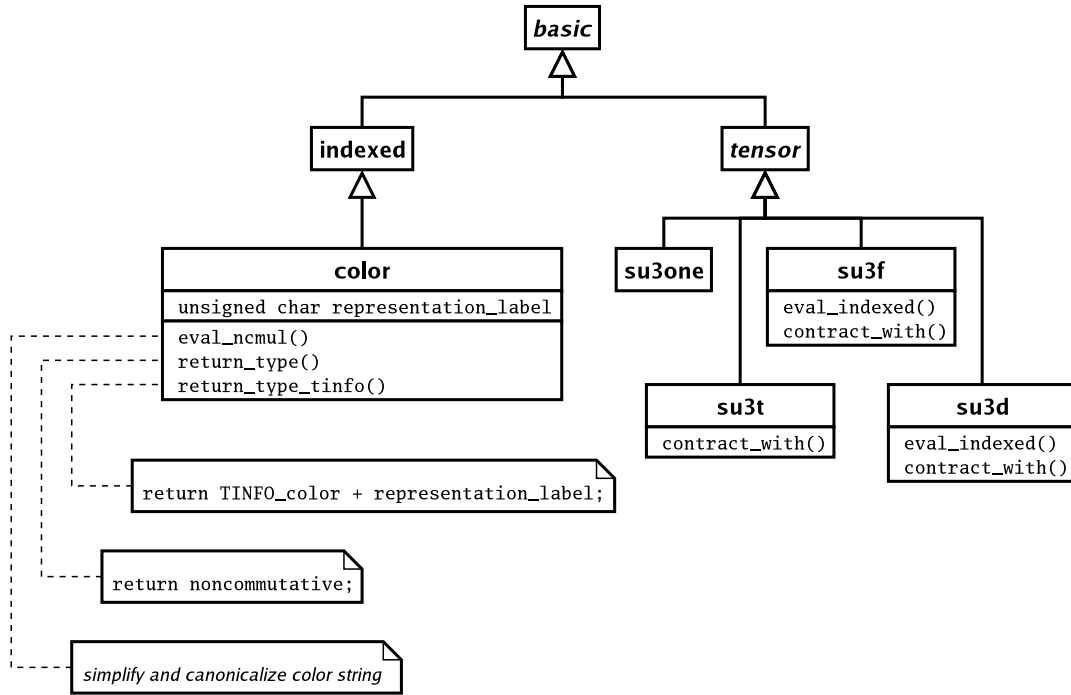 basic
indexed
tensor
color
unsigned char representation_label
eval_ncmul()
return_type()
return_type_tinfo()
su3one
su3f
eval_indexed()
contract_with()
su3t
contract_with()
su3d
eval_indexed()
contract_with()
return TINFO_color + representation_label;
return noncommutative;
simplify and canonicalize color string